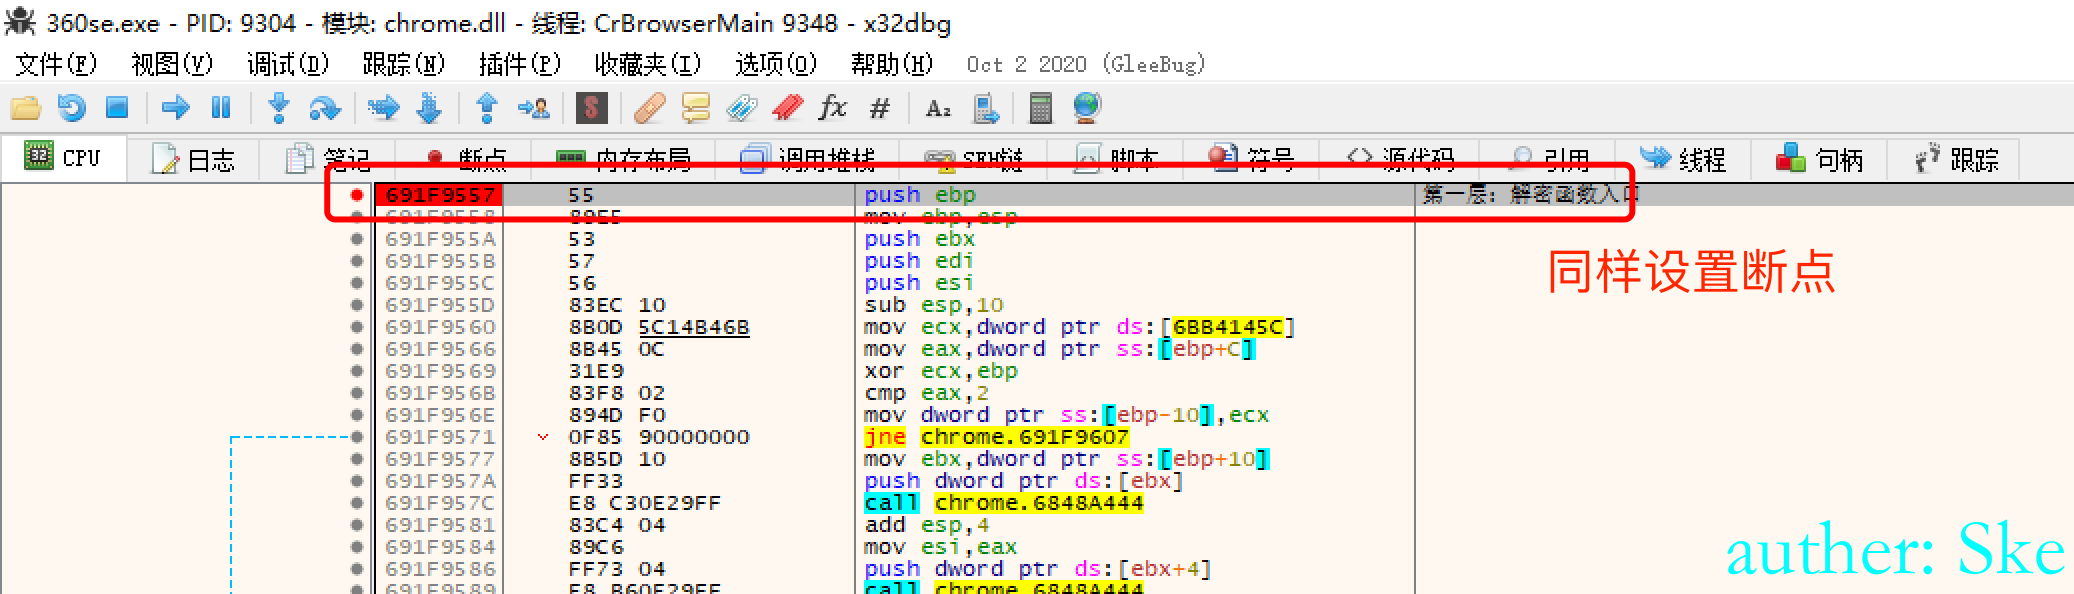 360se.exe - PID: 9304 - 模块: chrome.dll - 线程: CrBrowserMain 9348 - x32dbg
文件(F) 视图(V) 调试(D) 跟踪(N) 插件(P) 收藏夹(I) 选项(O) 帮助(H) Oct 2 2020 (GleeBug)
S fx # Az
CPU 日志 笔记 断点 内存布局 调用堆栈 SEH链 脚本 符号 源代码 引用 线程 句柄 跟踪
691F9557 55 push ebp 第一层: 解密函数入口
691F9558 89E5 mov ebp,esp
691F955A 53 push ebx
691F955B 57 push edi
691F955C 56 push esi
691F955D 83EC 10 sub esp,10
691F9560 8B0D 5C14B46B mov ecx,dword ptr ds:[6BB4145C]
691F9566 8B45 0C mov eax,dword ptr ss:[ebp+C]
691F9569 31E9 xor ecx,ebp
691F956B 83F8 02 cmp eax,2
691F956E 894D F0 mov dword ptr ss:[ebp-10],ecx
691F9571 0F85 90000000 jne chrome.691F9607
691F9577 8B5D 10 mov ebx,dword ptr ss:[ebp+10]
691F957A FF33 push dword ptr ds:[ebx]
691F957C E8 C30E29FF call chrome.6848A444
691F9581 83C4 04 add esp,4
691F9584 89C6 mov esi,eax
691F9586 FF73 04 push dword ptr ds:[ebx+4]
691F9589 E8 B60E29FF call chrome.6848A444
同样设置断点
auther: Ske